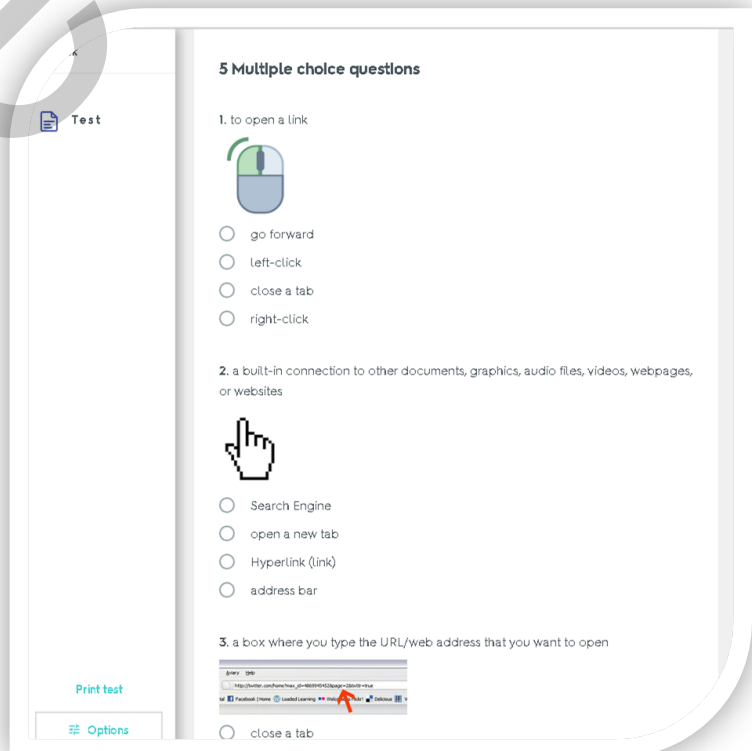 Test
5 Multiple choice questions
1. to open a link
go forward
left-click
close a tab
right-click
2. a built-in connection to other documents, graphics, audio files, videos, webpages,
or websites
Search Engine
open a new tab
Hyperlink (link)
address bar
3. a box where you type the URL/web address that you want to open
Help
close a tab
Print test
Options